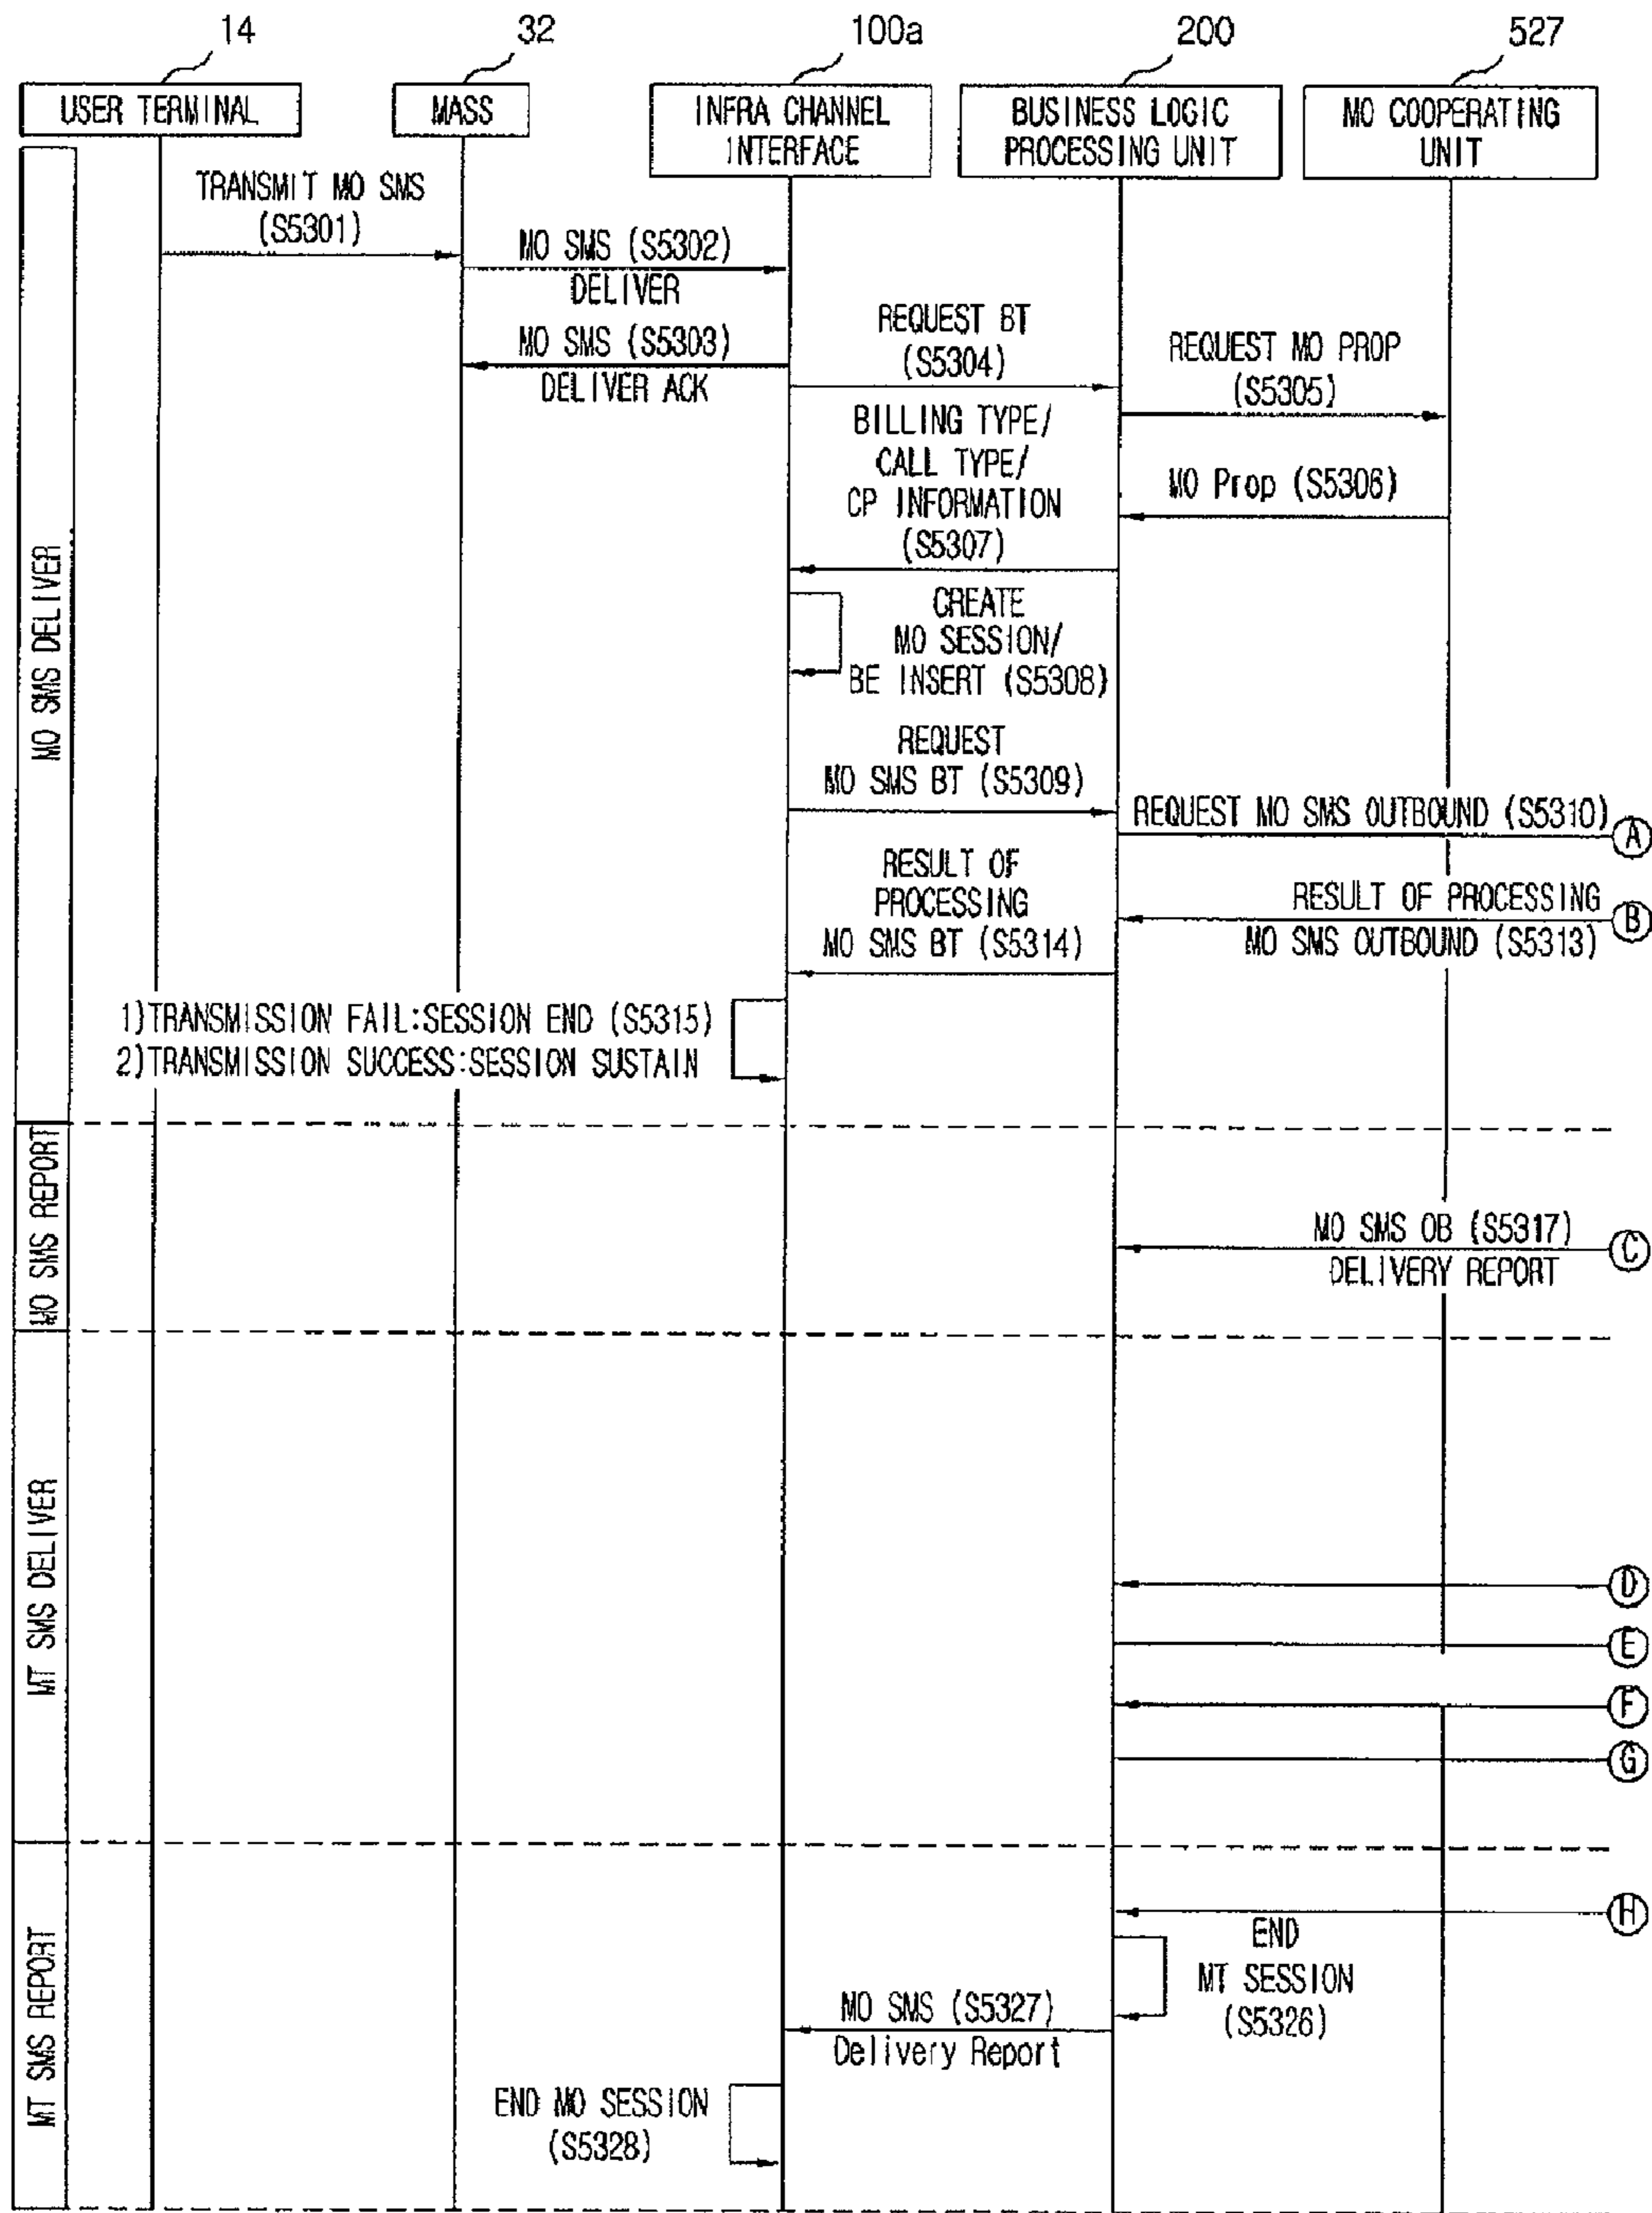 14
32
100a
200
527
USER TERMINAL
MASS
INFRA CHANNEL
INTERFACE
BUSINESS LOGIC
PROCESSING UNIT
MO COOPERATING
UNIT
MO SMS DELIVER
TRANSMIT MO SMS
(S5301)
MO SMS (S5302)
DELIVER
MO SMS (S5303)
DELIVER ACK
REQUEST BT
(S5304)
REQUEST MO PROP
(S5305)
MO Prop (S5306)
BILLING TYPE/
CALL TYPE/
CP INFORMATION
(S5307)
CREATE
MO SESSION/
BE INSERT (S5308)
REQUEST
MO SMS BT (S5309)
REQUEST MO SMS OUTBOUND (S5310)
A
RESULT OF PROCESSING
MO SMS OUTBOUND (S5313)
B
RESULT OF
PROCESSING
MO SMS BT (S5314)
1)TRANSMISSION FAIL:SESSION END (S5315)
2)TRANSMISSION SUCCESS:SESSION SUSTAIN
MO SMS REPORT
MO SMS OB (S5317)
DELIVERY REPORT
C
MT SMS DELIVER
D
E
F
G
MT SMS REPORT
H
END
MT SESSION
(S5326)
MO SMS (S5327)
Delivery Report
END MO SESSION
(S5328)